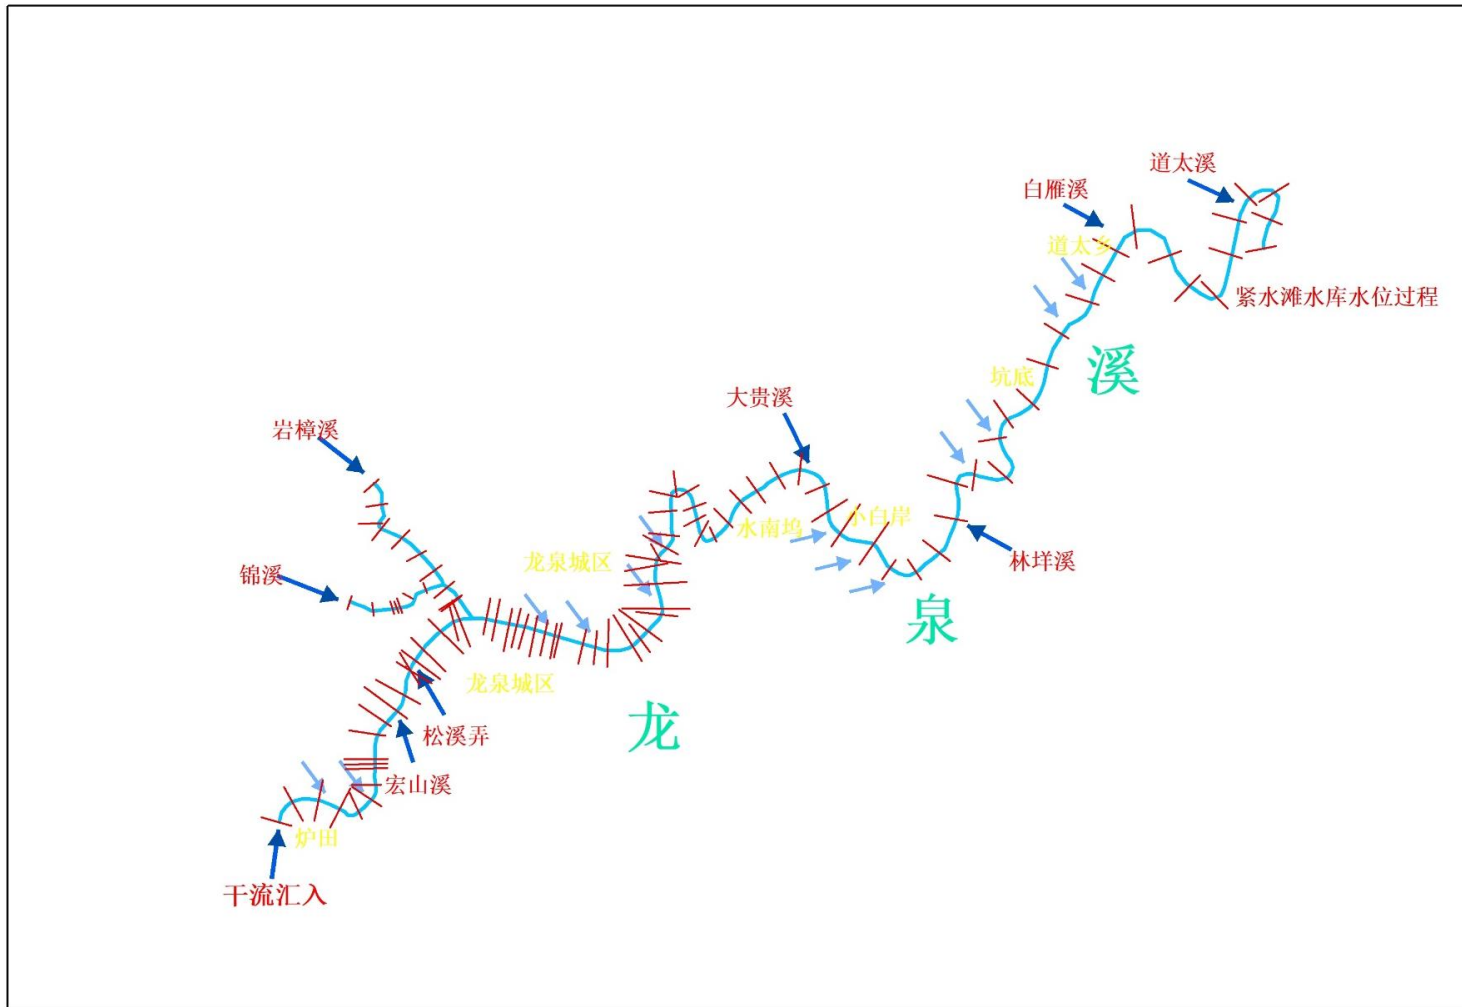 道太溪
白雁溪
道太乡
紧水滩水库水位过程
溪
坑底
大贵溪
岩樟溪
小白岸
水南坞
龙泉城区
林垟溪
锦溪
泉
龙泉城区
龙
松溪弄
宏山溪
炉田
干流汇入